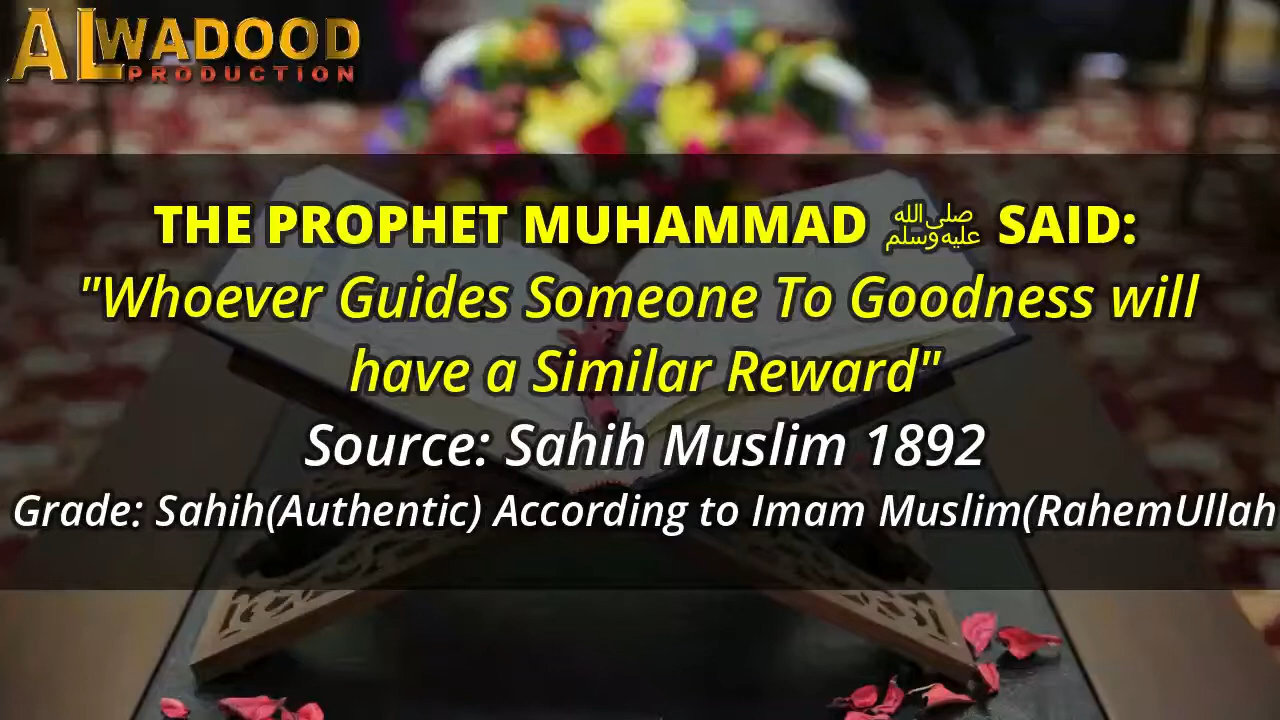 ALWADOOD
PRODUCTION
THE PROPHET MUHAMMAD ﷺ SAID:
"Whoever Guides Someone To Goodness will
have a Similar Reward"
Source: Sahih Muslim 1892
Grade: Sahih(Authentic) According to Imam Muslim(RahemUllah